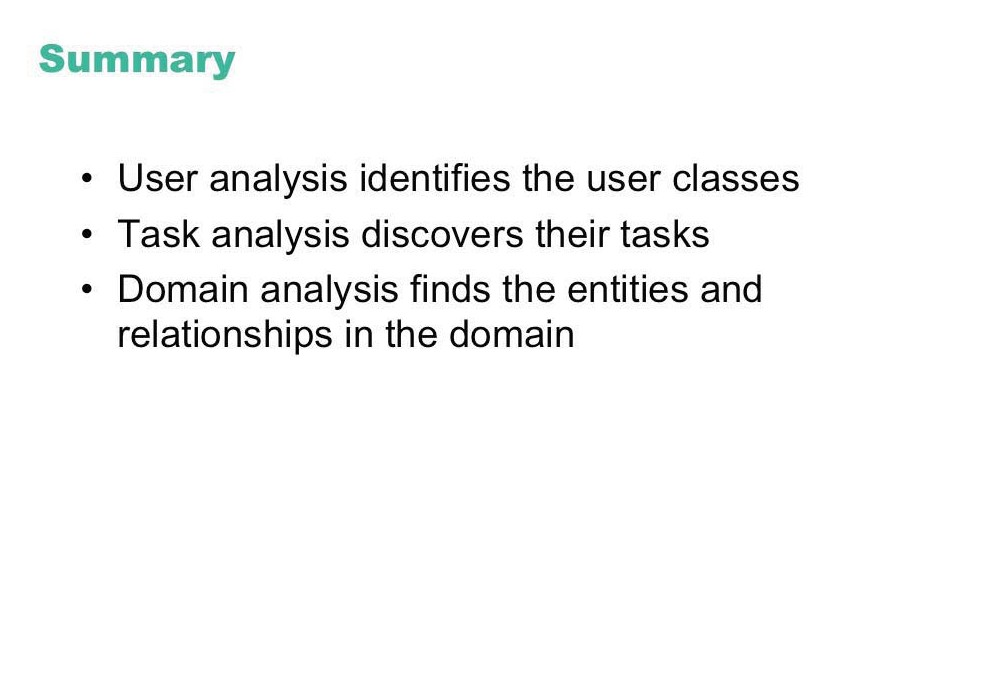 Summary
• User analysis identifies the user classes
• Task analysis discovers their tasks
• Domain analysis finds the entities and
relationships in the domain